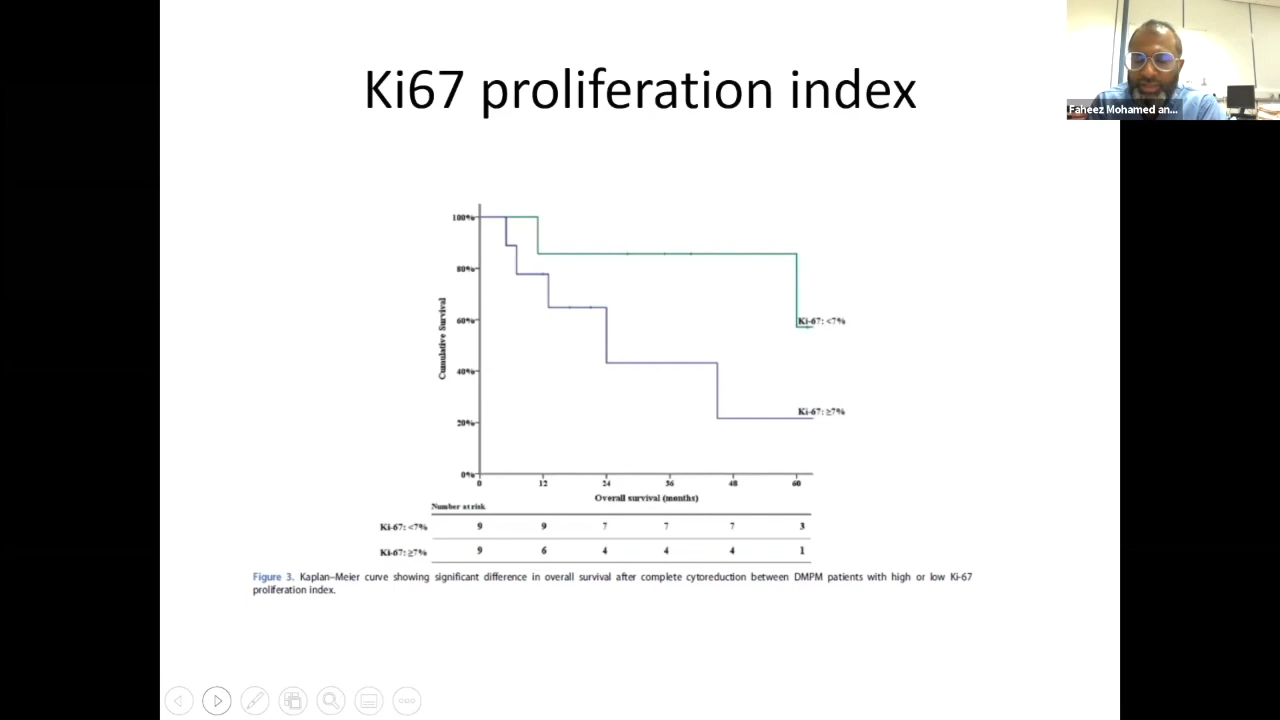 Ki67 proliferation index
Faheez Mohamed an...
100%
80%
60%
40%
20%
0%
Cumulative Survival
Ki-67: <7%
Ki-67: ≥7%
0 12 24 36 48 60
Overall survival (months)
Number at risk
Ki-67: <7% 9 9 7 7 7 3
Ki-67: ≥7% 9 6 4 4 4 1
Figure 3. Kaplan–Meier curve showing significant difference in overall survival after complete cytoreduction between DMPM patients with high or low Ki-67
proliferation index.